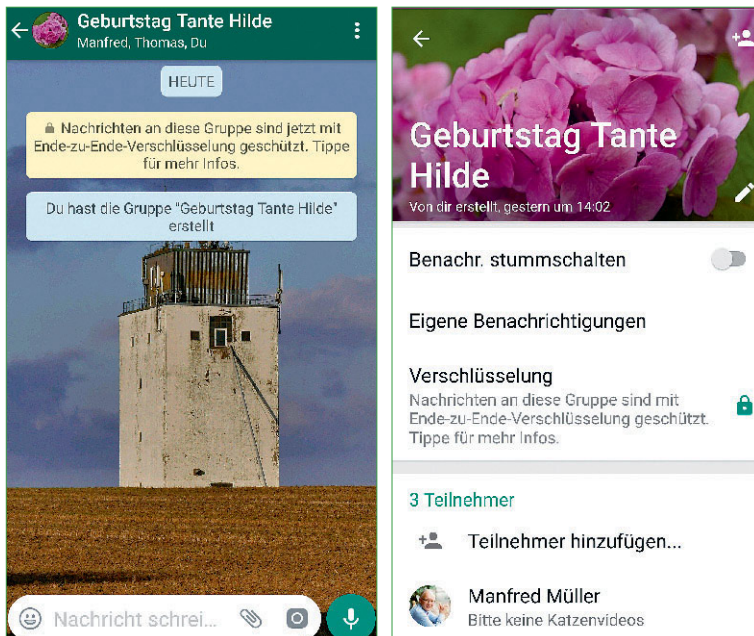 Geburtstag Tante Hilde
Manfred, Thomas, Du
HEUTE
Nachrichten an diese Gruppe sind jetzt mit
Ende-zu-Ende-Verschlüsselung geschützt. Tippe
für mehr Infos.
Du hast die Gruppe "Geburtstag Tante Hilde"
erstellt
Nachricht schrei...
Geburtstag Tante
Hilde
Von dir erstellt, gestern um 14:02
Benachr. stummschalten
Eigene Benachrichtigungen
Verschlüsselung
Nachrichten an diese Gruppe sind mit
Ende-zu-Ende-Verschlüsselung geschützt.
Tippe für mehr Infos.
3 Teilnehmer
Teilnehmer hinzufügen...
Manfred Müller
Bitte keine Katzenvideos